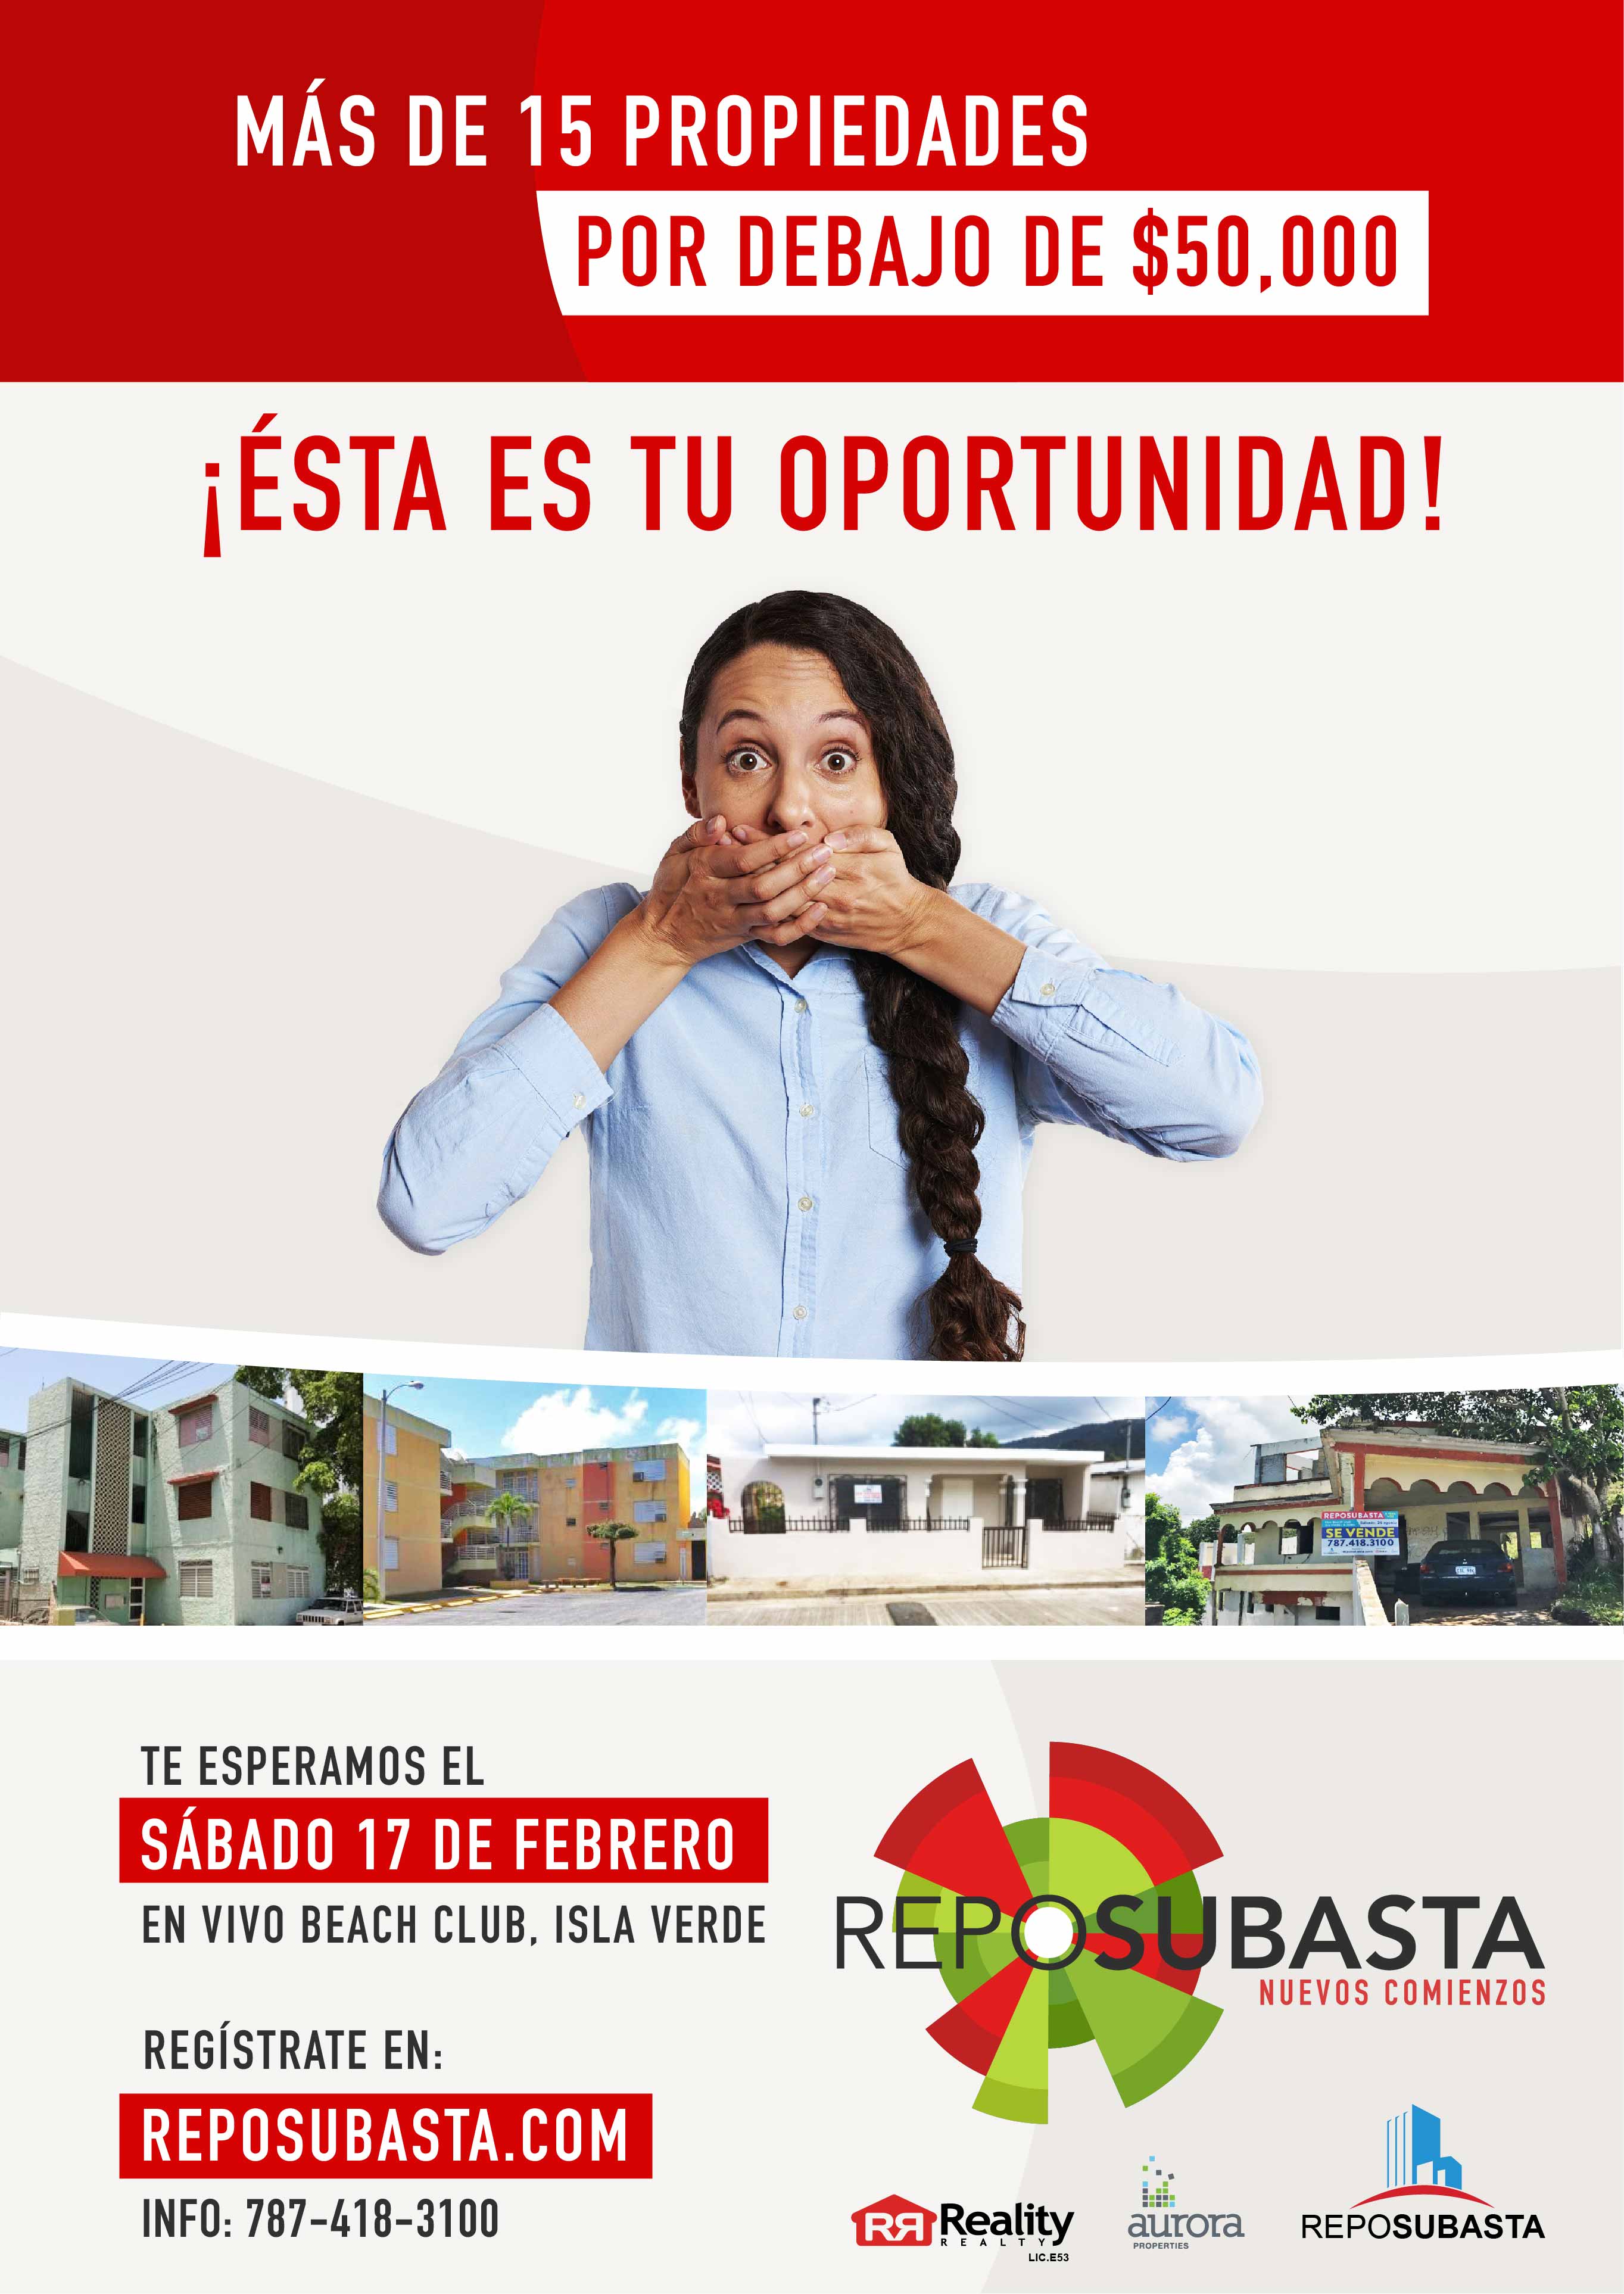 MÁS DE 15 PROPIEDADES
POR DEBAJO DE $50,000
¡ÉSTA ES TU OPORTUNIDAD!
REPOSUBASTA
SE VENDE
787.418.3100
TE ESPERAMOS EL
SÁBADO 17 DE FEBRERO
EN VIVO BEACH CLUB, ISLA VERDE
REPOSUBASTA
NUEVOS COMIENZOS
REGÍSTRATE EN:
REPOSUBASTA.COM
INFO: 787-418-3100
RR Reality
REALTY
LIC.E53
aurora
PROPERTIES
REPOSUBASTA